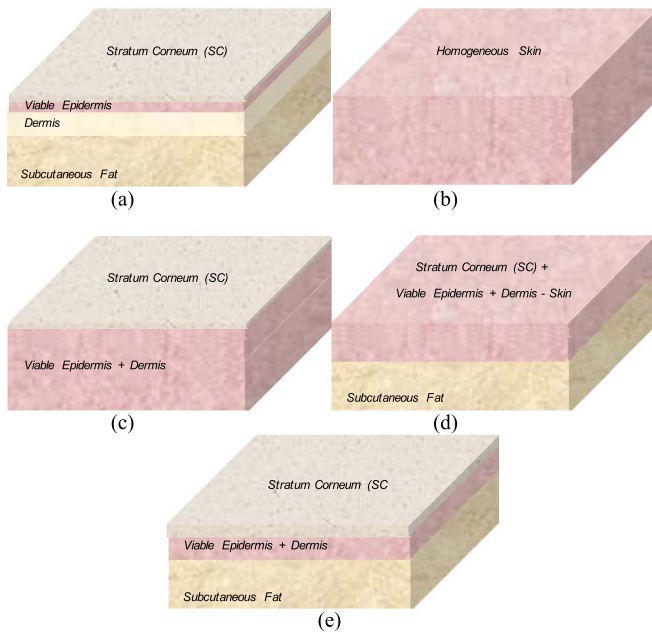 Stratum Corneum (SC)
Viable Epidermis
Dermis
Subcutaneous Fat
(a)
Homogeneous Skin
(b)
Stratum Corneum (SC)
Viable Epidermis + Dermis
(c)
Stratum Corneum (SC) +
Viable Epidermis + Dermis - Skin
Subcutaneous Fat
(d)
Stratum Corneum (SC
Viable Epidermis + Dermis
Subcutaneous Fat
(e)